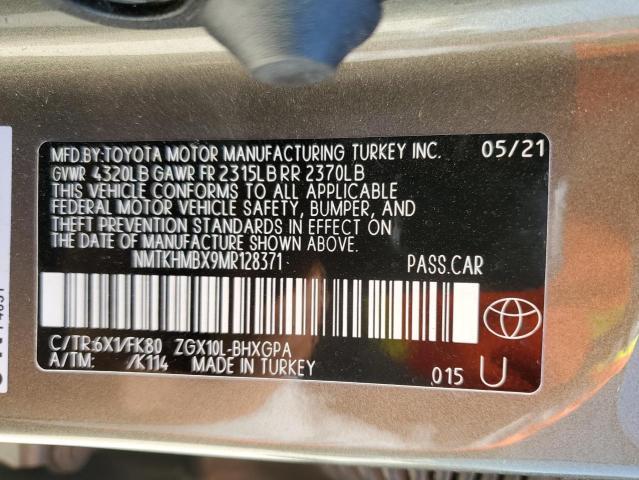 MFD.BY:TOYOTA MOTOR MANUFACTURING TURKEY INC. 05/21
GVWR 4320LB GAWR FR 2315LB RR 2370LB
THIS VEHICLE CONFORMS TO ALL APPLICABLE
FEDERAL MOTOR VEHICLE SAFETY, BUMPER, AND
THEFT PREVENTION STANDARDS IN EFFECT ON
THE DATE OF MANUFACTURE SHOWN ABOVE.
NMTKHMBX9MR128371 PASS.CAR
C/TR:6X1/FK80 ZGX10L-BHXGPA
A/TM: /K114 MADE IN TURKEY
015 U